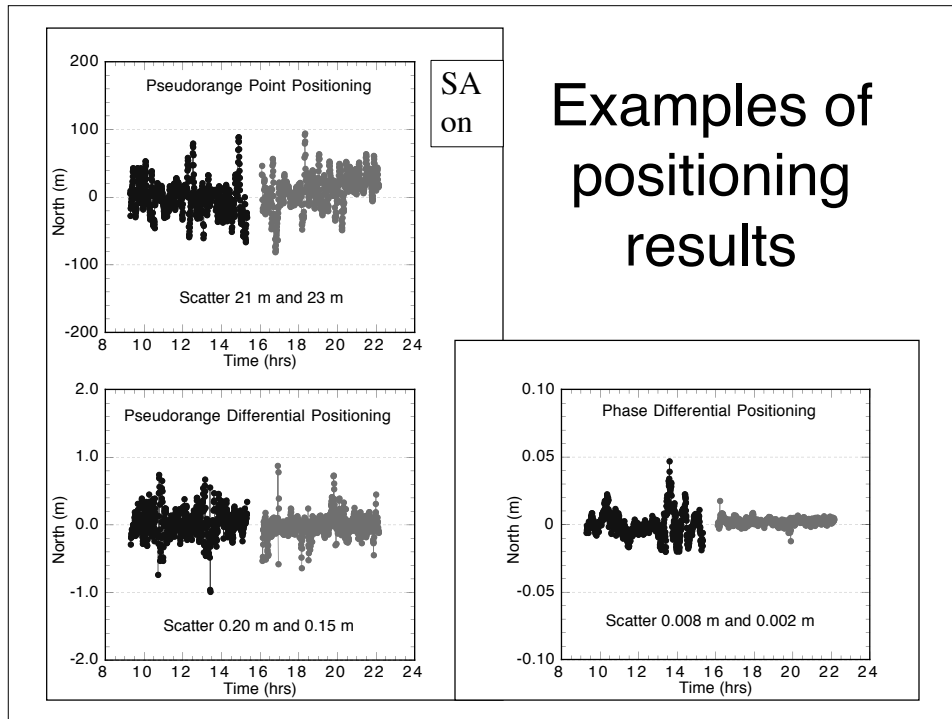 Examples of
positioning
results
SA
on
Pseudorange Point Positioning
200
100
0
-100
-200
North (m)
Scatter 21 m and 23 m
8 10 12 14 16 18 20 22 24
Time (hrs)
Pseudorange Differential Positioning
2.0
1.0
0.0
-1.0
-2.0
North (m)
Scatter 0.20 m and 0.15 m
8 10 12 14 16 18 20 22 24
Time (hrs)
Phase Differential Positioning
0.10
0.05
0
-0.05
-0.10
North (m)
Scatter 0.008 m and 0.002 m
8 10 12 14 16 18 20 22 24
Time (hrs)